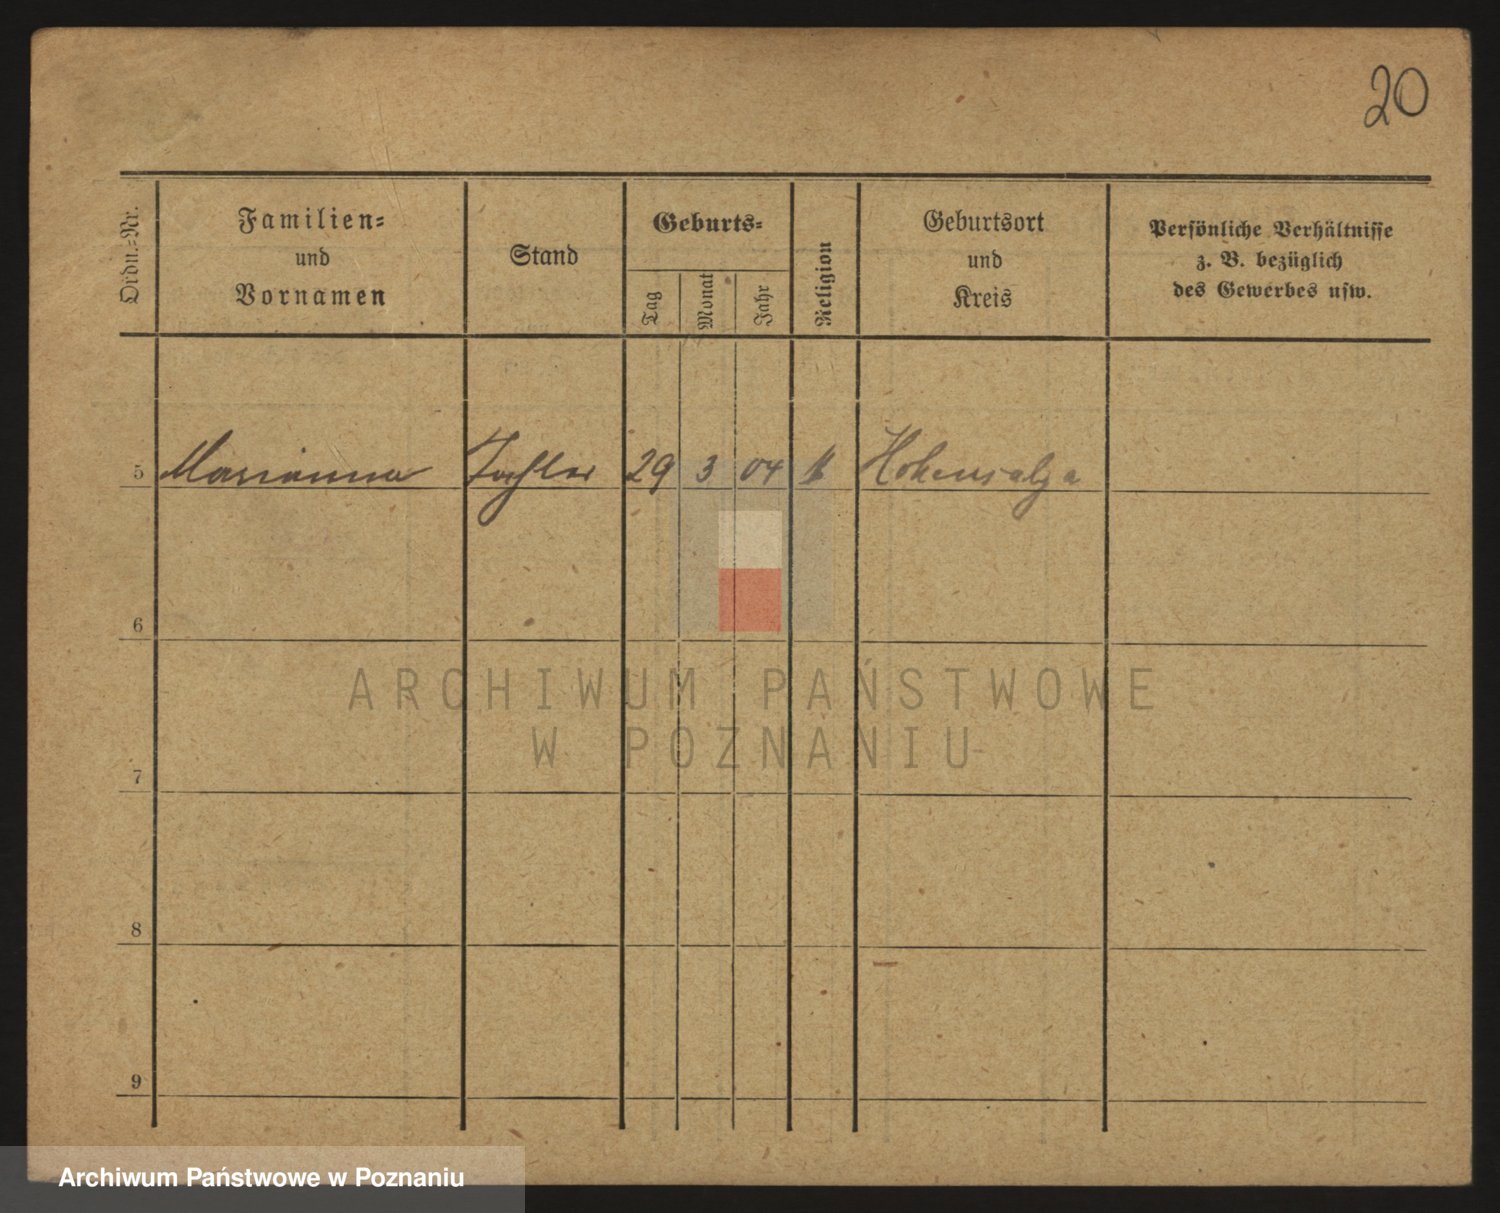 20
Ordn.-Nr.
Familien-
und
Vornamen
Stand
Geburts-
Tag
Monat
Jahr
Religion
Geburtsort
und
Kreis
Persönliche Verhältnisse
z. B. bezüglich
des Gewerbes usw.
5 Marianna Tochter 29 3 04 k Hohensalza
6
ARCHIWUM PAŃSTWOWE
W POZNANIU
7
8
9
Archiwum Państwowe w Poznaniu